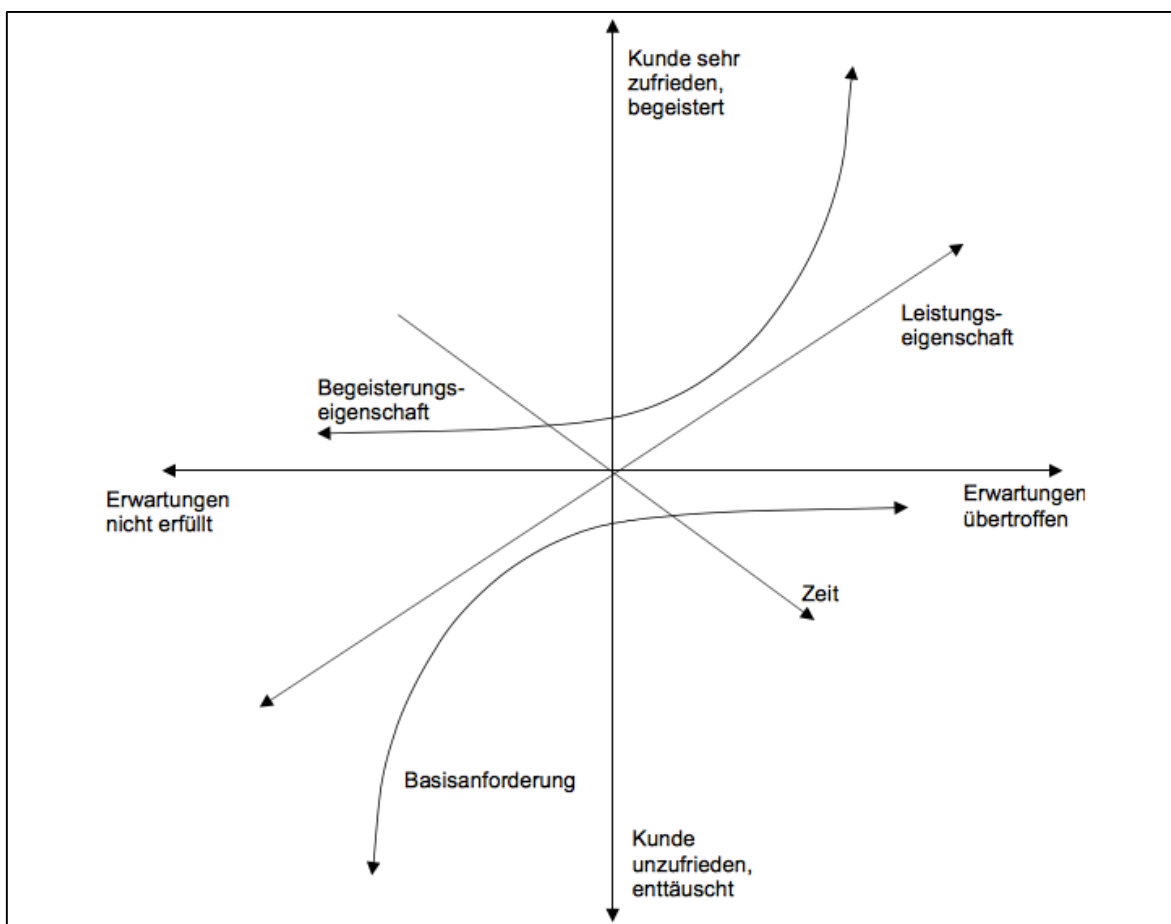 Kunde sehr
zufrieden,
begeistert
Leistungs-
eigenschaft
Begeisterungs-
eigenschaft
Erwartungen
nicht erfüllt
Erwartungen
übertroffen
Zeit
Basisanforderung
Kunde
unzufrieden,
enttäuscht